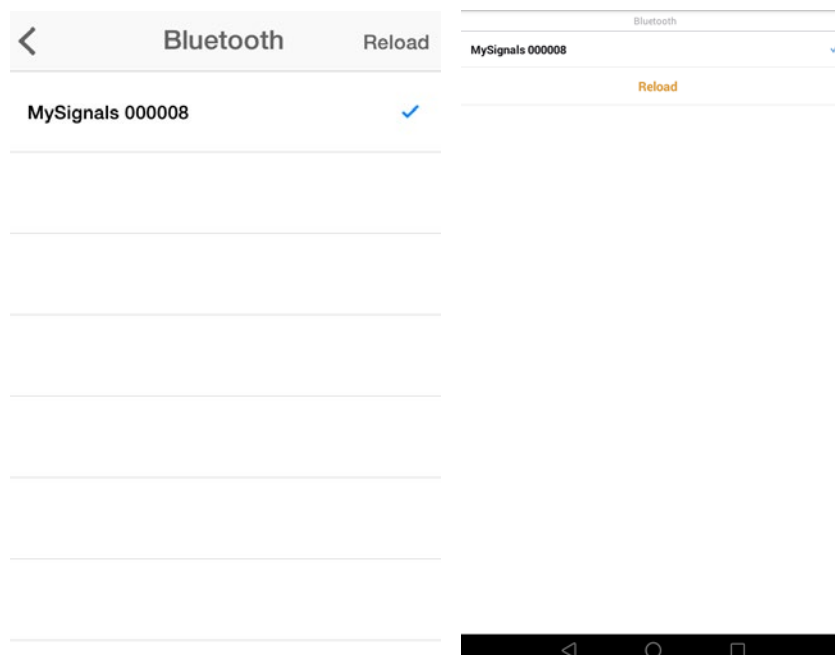 Bluetooth Reload
MySignals 000008
Bluetooth
MySignals 000008
Reload